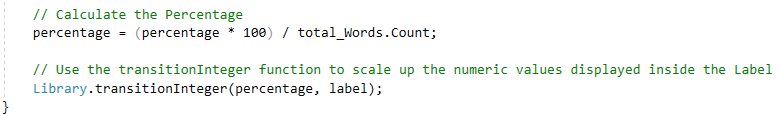 // Calculate the Percentage
percentage = (percentage * 100) / total_Words.Count;
// Use the transitionInteger function to scale up the numeric values displayed inside the Label
Library.transitionInteger(percentage, label);
}